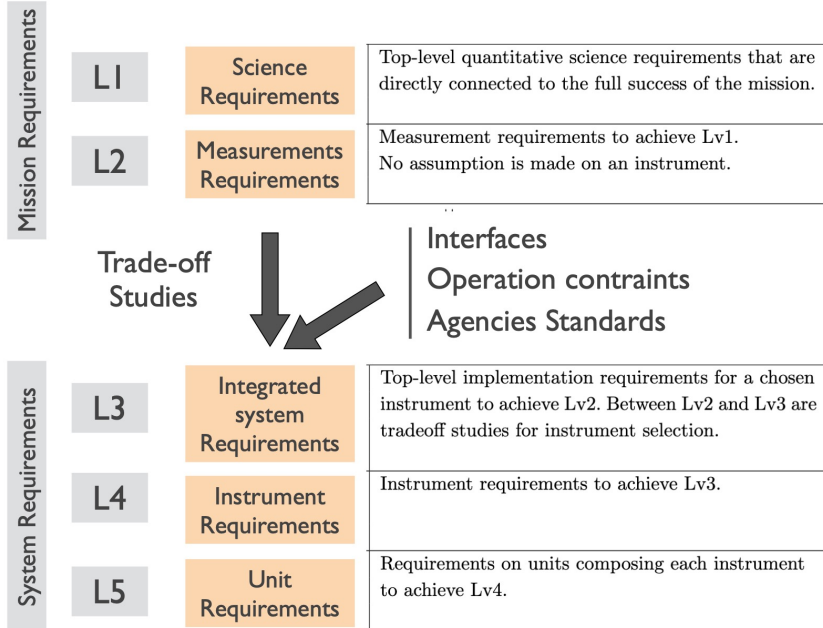 Mission Requirements
L1
Science
Requirements
Top-level quantitative science requirements that are
directly connected to the full success of the mission.
L2
Measurements
Requirements
Measurement requirements to achieve Lv1.
No assumption is made on an instrument.
Trade-off
Studies
Interfaces
Operation contraints
Agencies Standards
System Requirements
L3
Integrated
system
Requirements
Top-level implementation requirements for a chosen
instrument to achieve Lv2. Between Lv2 and Lv3 are
tradeoff studies for instrument selection.
L4
Instrument
Requirements
Instrument requirements to achieve Lv3.
L5
Unit
Requirements
Requirements on units composing each instrument
to achieve Lv4.